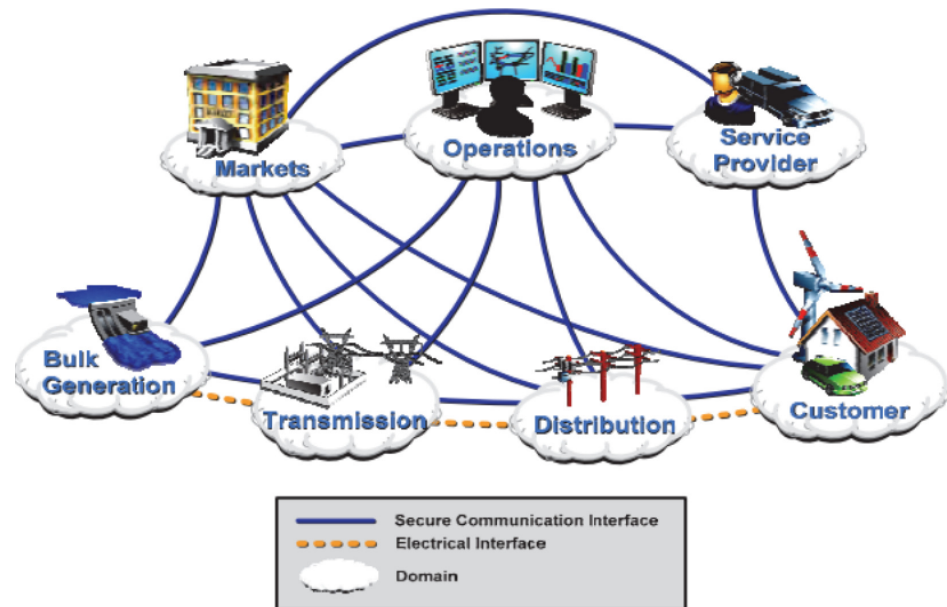 Markets
Operations
Service
Provider
Bulk
Generation
Transmission
Distribution
Customer
Secure Communication Interface
Electrical Interface
Domain